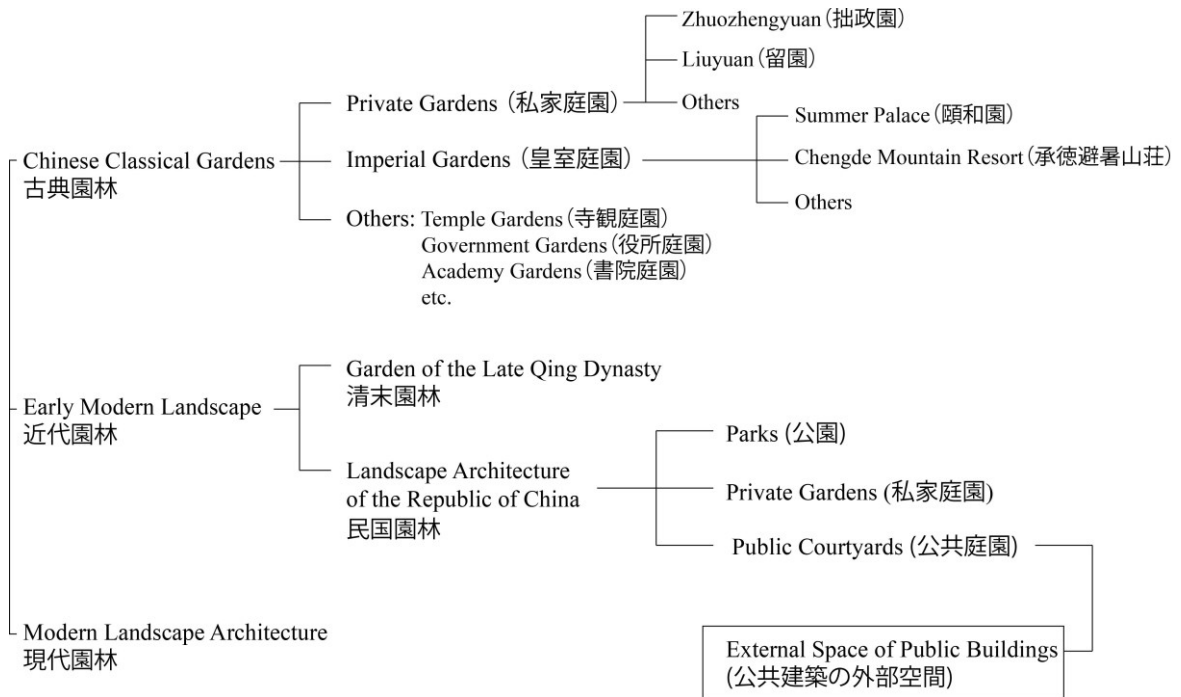 Zhuozhengyuan（拙政園）
Liuyuan（留園）
Private Gardens（私家庭園）
Others
Summer Palace（頤和園）
Chinese Classical Gardens
古典園林
Imperial Gardens（皇室庭園）
Chengde Mountain Resort（承徳避暑山荘）
Others
Others: Temple Gardens（寺観庭園）
Government Gardens（役所庭園）
Academy Gardens（書院庭園）
etc.
Garden of the Late Qing Dynasty
清末園林
Early Modern Landscape
近代園林
Parks (公園)
Landscape Architecture
of the Republic of China
民国園林
Private Gardens (私家庭園)
Public Courtyards (公共庭園)
Modern Landscape Architecture
現代園林
External Space of Public Buildings
(公共建築の外部空間)